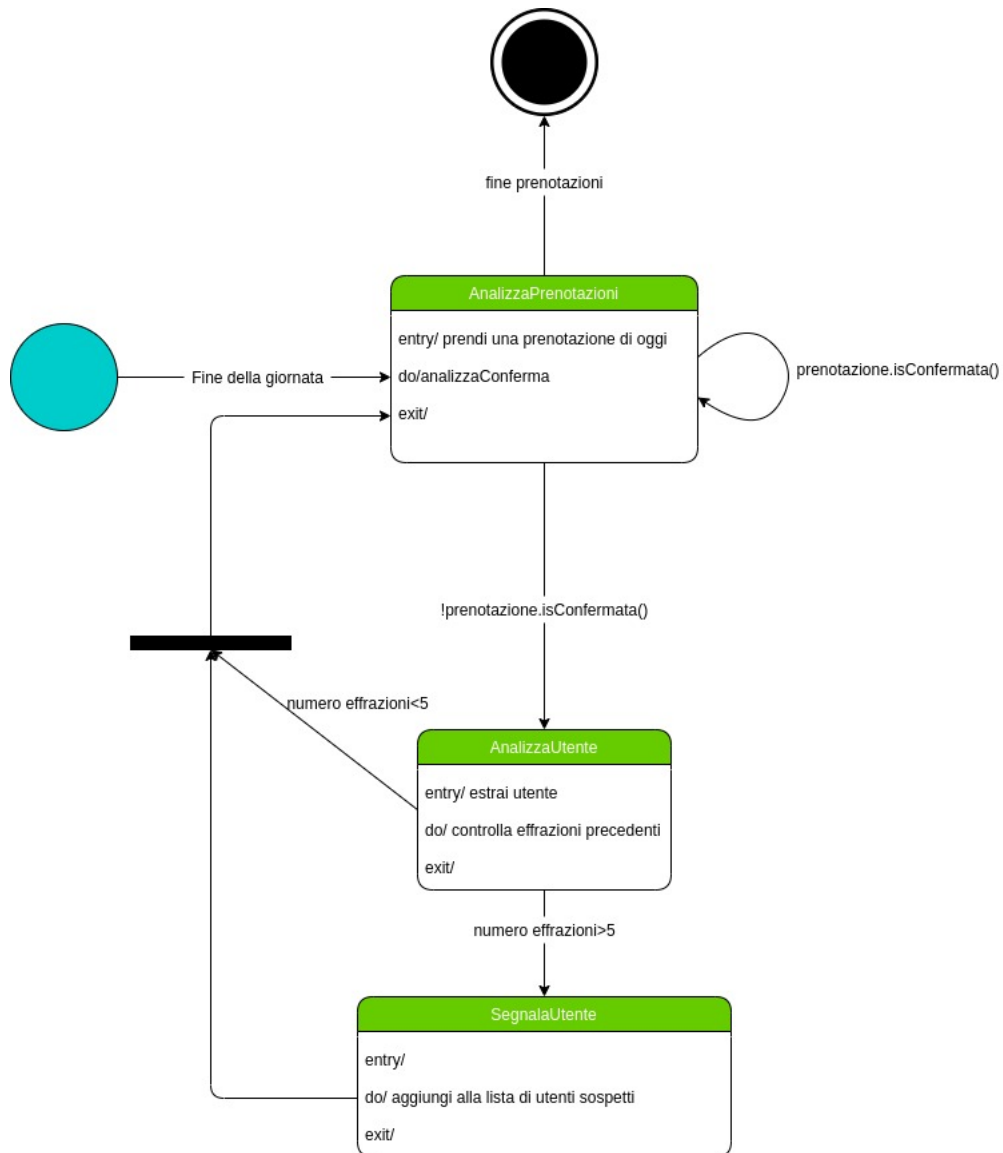 fine prenotazioni
AnalizzaPrenotazioni
entry/ prendi una prenotazione di oggi
do/analizzaConferma
exit/
Fine della giornata
prenotazione.isConfermata()
!prenotazione.isConfermata()
numero effrazioni<5
AnalizzaUtente
entry/ estrai utente
do/ controlla effrazioni precedenti
exit/
numero effrazioni>5
SegnalaUtente
entry/
do/ aggiungi alla lista di utenti sospetti
exit/